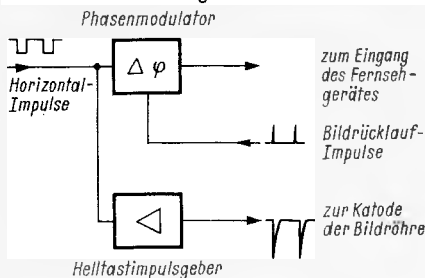 Phasenmodulator
Δ φ
Horizontal-
Impulse
zum Eingang
des Fernseh-
gerätes
Bildrücklauf-
Impulse
zur Katode
der Bildröhre
Helltastimpulsgeber